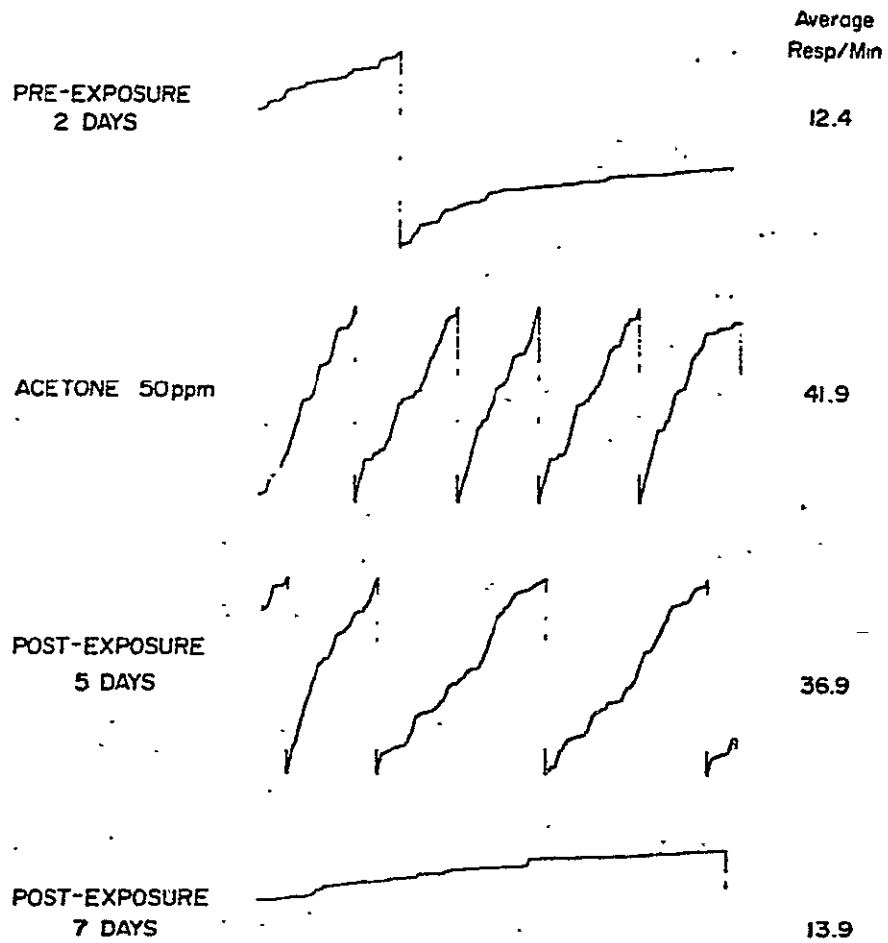 Average
Resp/Min
PRE-EXPOSURE
2 DAYS
12.4
ACETONE 50ppm
41.9
POST-EXPOSURE
5 DAYS
36.9
POST-EXPOSURE
7 DAYS
13.9